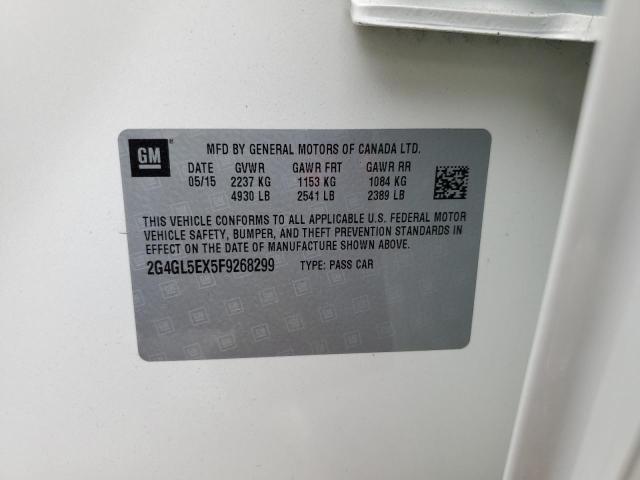 GM
MFD BY GENERAL MOTORS OF CANADA LTD.
DATE GVWR GAWR FRT GAWR RR
05/15 2237 KG 1153 KG 1084 KG
4930 LB 2541 LB 2389 LB
THIS VEHICLE CONFORMS TO ALL APPLICABLE U.S. FEDERAL MOTOR
VEHICLE SAFETY, BUMPER, AND THEFT PREVENTION STANDARDS IN
EFFECT ON THE DATE OF MANUFACTURE SHOWN ABOVE.
2G4GL5EX5F9268299 TYPE: PASS CAR